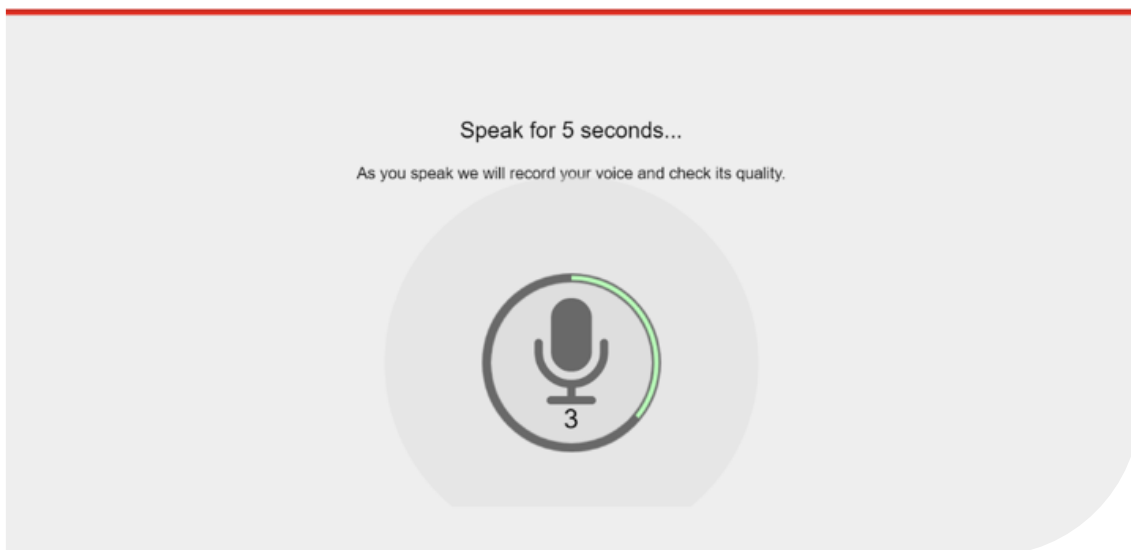 Speak for 5 seconds...
As you speak we will record your voice and check its quality.
3